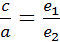 c/a = e₁/e₂